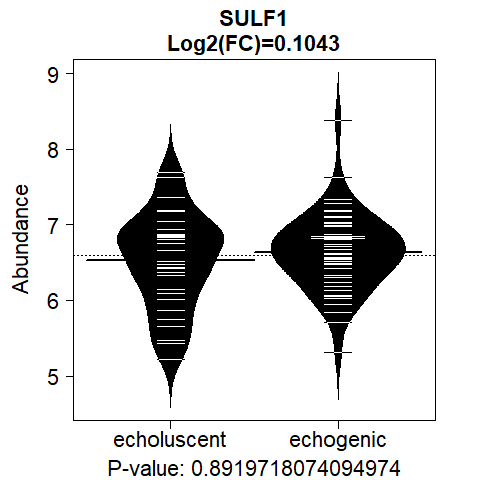 SULF1
Log2(FC)=0.1043
Abundance
9
8
7
6
5
echoluscent echogenic
P-value: 0.8919718074094974